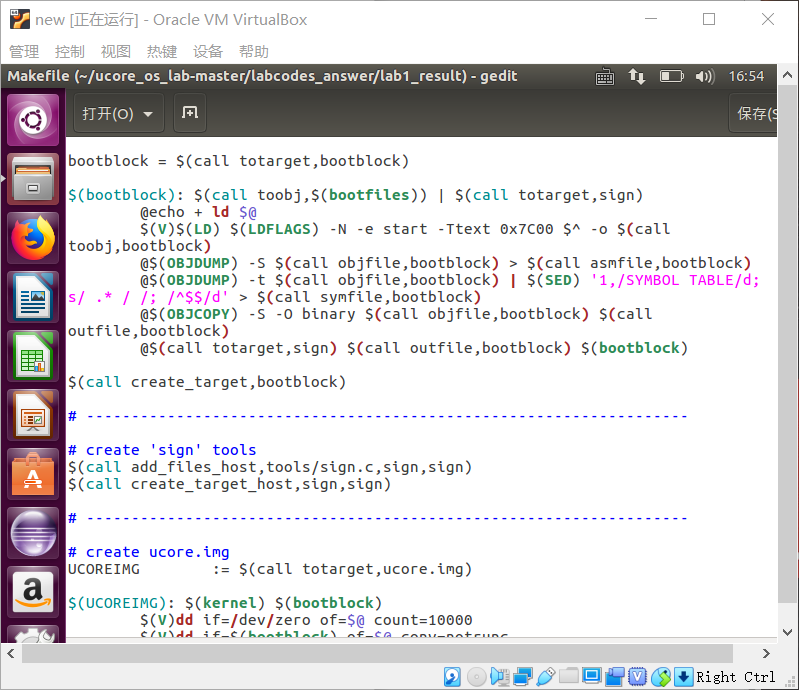 new [正在运行] - Oracle VM VirtualBox
管理 控制 视图 热键 设备 帮助
Makefile (~/ucore_os_lab-master/labcodes_answer/lab1_result) - gedit 16:54
打开(O) 保存(S
bootblock = $(call totarget,bootblock)
$(bootblock): $(call toobj,$(bootfiles)) | $(call totarget,sign)
@echo + ld $@
$(V)$(LD) $(LDFLAGS) -N -e start -Ttext 0x7C00 $^ -o $(call
toobj,bootblock)
@$(OBJDUMP) -S $(call objfile,bootblock) > $(call asmfile,bootblock)
@$(OBJDUMP) -t $(call objfile,bootblock) | $(SED) '1,/SYMBOL TABLE/d;
s/ .* / /; /^$$/d' > $(call symfile,bootblock)
@$(OBJCOPY) -S -O binary $(call objfile,bootblock) $(call
outfile,bootblock)
@$(call totarget,sign) $(call outfile,bootblock) $(bootblock)
$(call create_target,bootblock)
# -------------------------------------------------------------------
# create 'sign' tools
$(call add_files_host,tools/sign.c,sign,sign)
$(call create_target_host,sign,sign)
# -------------------------------------------------------------------
# create ucore.img
UCOREIMG := $(call totarget,ucore.img)
$(UCOREIMG): $(kernel) $(bootblock)
$(V)dd if=/dev/zero of=$@ count=10000
$(V)dd if=$(bootblock) of=$@ conv=notrunc
Right Ctrl